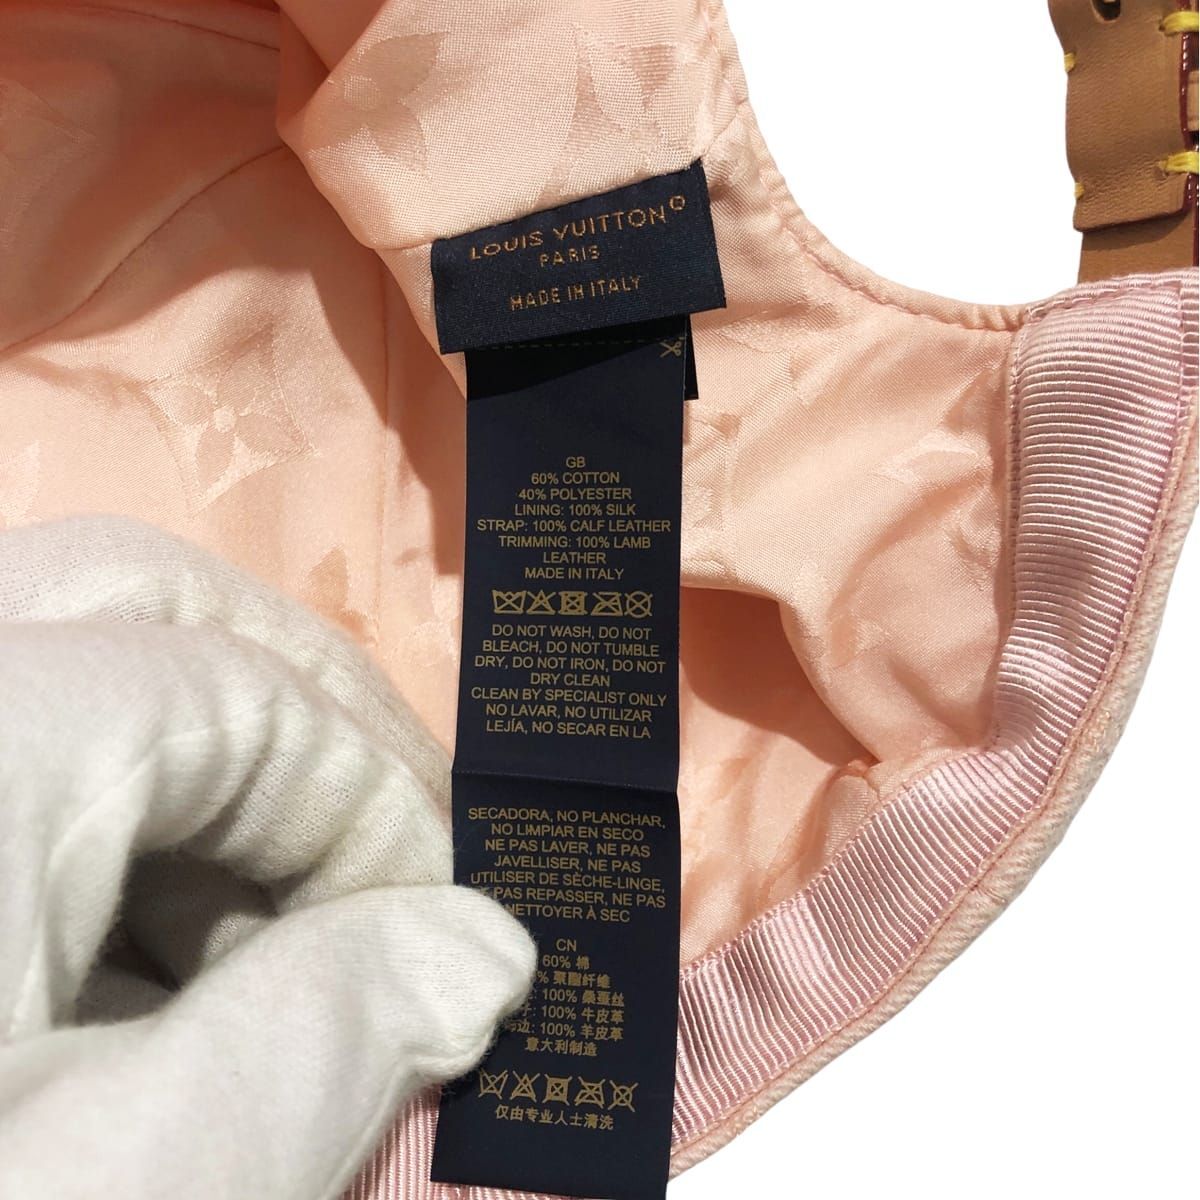 LOUIS VUITTON
PARIS
MADE IN ITALY
GB
60% COTTON
40% POLYESTER
LINING: 100% SILK
STRAP: 100% CALF LEATHER
TRIMMING: 100% LAMB
LEATHER
MADE IN ITALY
DO NOT WASH, DO NOT
BLEACH, DO NOT TUMBLE
DRY, DO NOT IRON, DO NOT
DRY CLEAN
CLEAN BY SPECIALIST ONLY
NO LAVAR, NO UTILIZAR
LEJÍA, NO SECAR EN LA
SECADORA, NO PLANCHAR,
NO LIMPIAR EN SECO
NE PAS LAVER, NE PAS
JAVELLISER, NE PAS
UTILISER DE SÈCHE-LINGE,
PAS REPASSER, NE PAS
NETTOYER À SEC
CN
60% 棉
% 聚酯纤维
: 100% 桑蚕丝
: 100% 牛皮革
边: 100% 羊皮革
意大利制造
仅由专业人士清洗